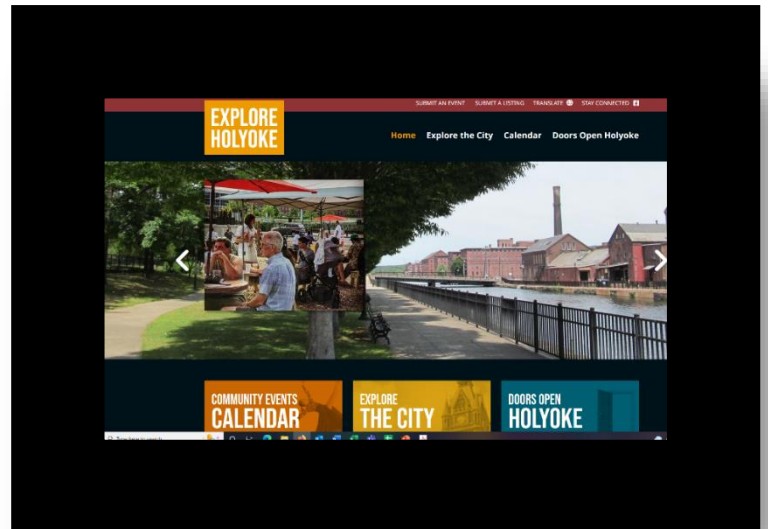 SUBMIT AN EVENT SUBMIT A LISTING TRANSLATE STAY CONNECTED
EXPLORE
HOLYOKE
Home Explore the City Calendar Doors Open Holyoke
COMMUNITY EVENTS
CALENDAR
EXPLORE
THE CITY
DOORS OPEN
HOLYOKE